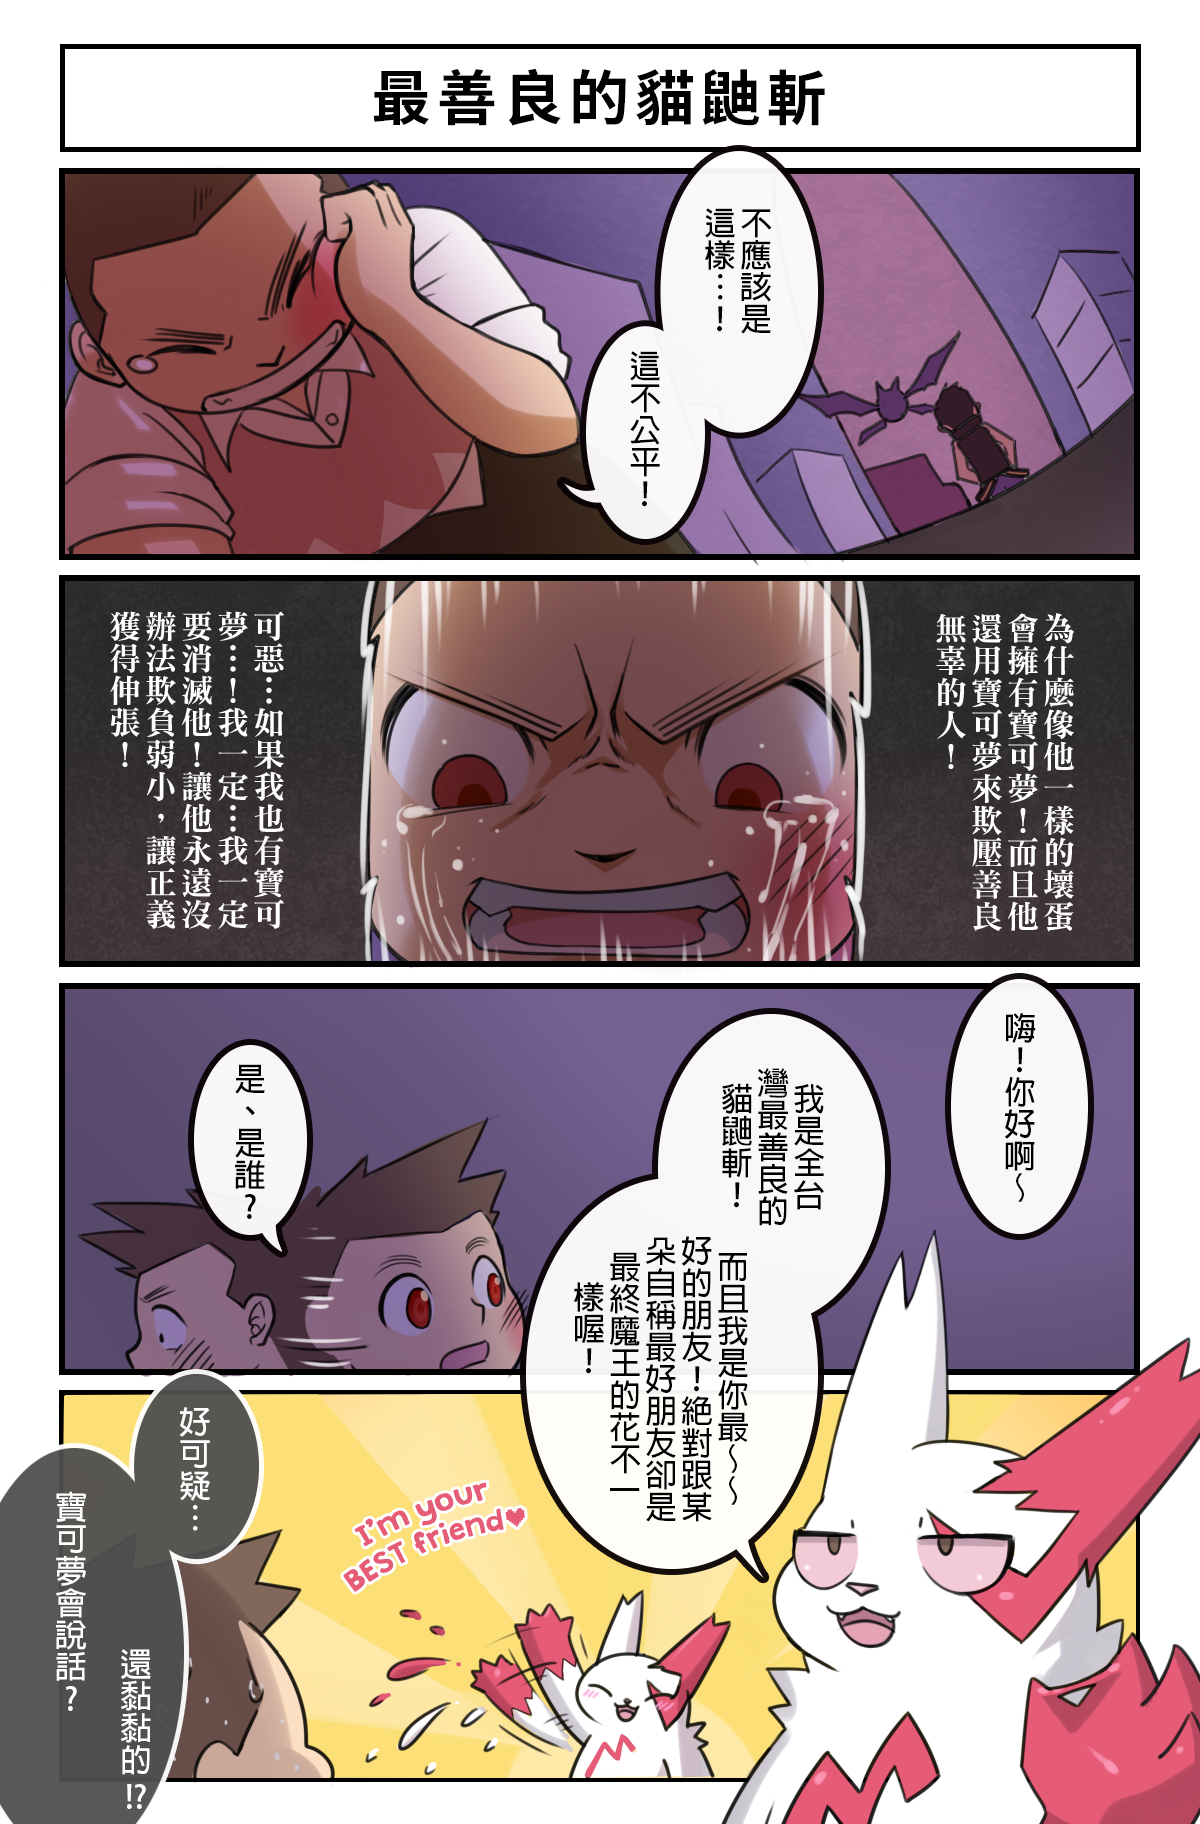 最善良的貓鼬斬
不應該是
這樣…！
這不公平！
為什麼像他一樣的壞蛋
會擁有寶可夢！而且他
還用寶可夢來欺壓善良
無辜的人！
可惡…如果我也有寶可
夢…！我一定…我一定
要消滅他！讓他永遠沒
辦法欺負弱小，讓正義
獲得伸張！
嗨！你好啊～
我是全台
灣最善良的
貓鼬斬！
而且我是你最～～
好的朋友！絕對跟某
朵自稱最好朋友卻是
最終魔王的花不一
樣喔！
是、是誰?
I'm your
BEST friend♥
好可疑…
還黏黏的!?
寶可夢會說話?